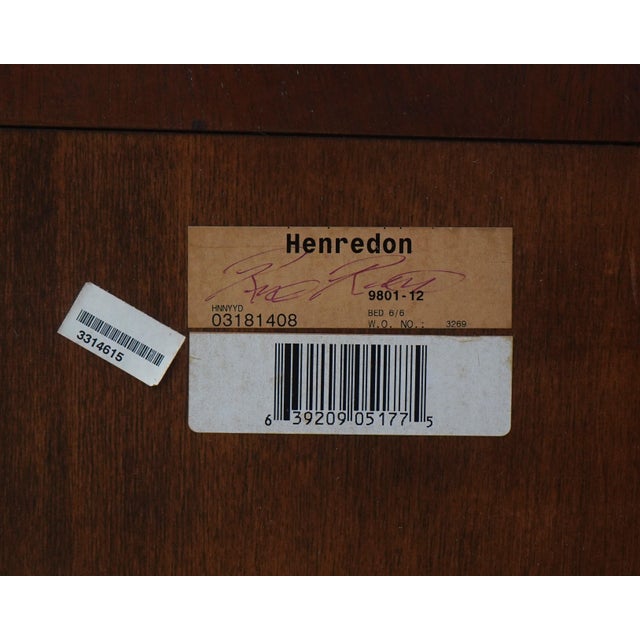 Henredon
9801-12
HNNYYD
BED 6/6
03181408
W.O. NO.: 3269
3314615
6 39209 05177 5